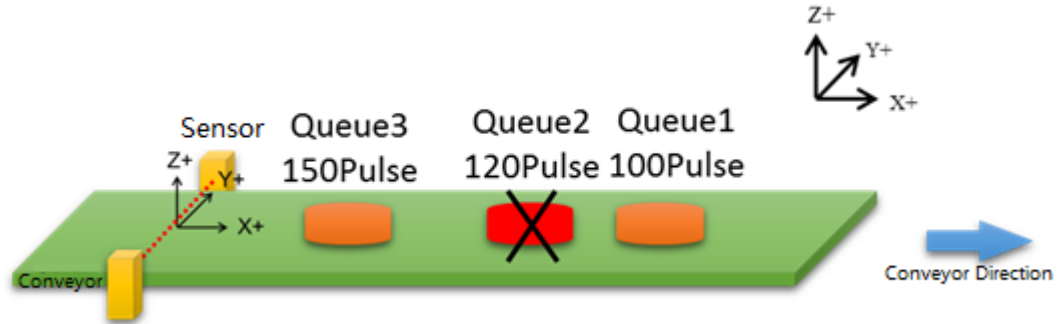 Z+
Y+
X+
Sensor
Queue3
150Pulse
Queue2
120Pulse
Queue1
100Pulse
Z+
Y+
X+
Conveyor
Conveyor Direction